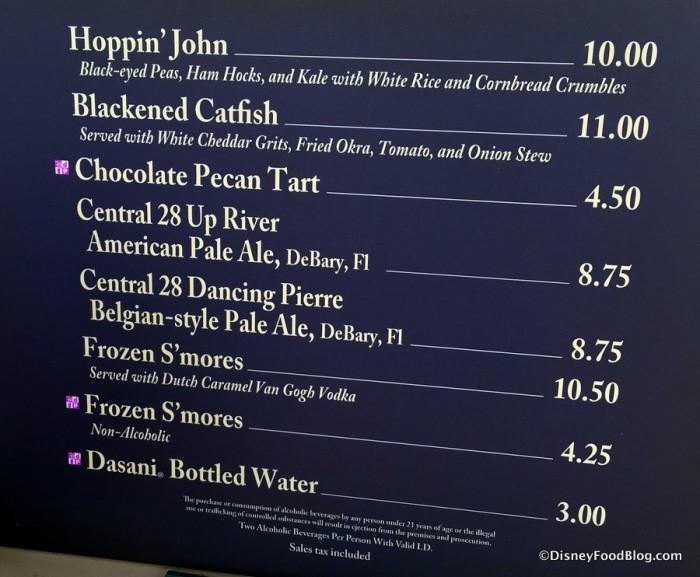 Hoppin' John 10.00
Black-eyed Peas, Ham Hocks, and Kale with White Rice and Cornbread Crumbles
Blackened Catfish 11.00
Served with White Cheddar Grits, Fried Okra, Tomato, and Onion Stew
Chocolate Pecan Tart 4.50
Central 28 Up River
American Pale Ale, DeBary, Fl 8.75
Central 28 Dancing Pierre
Belgian-style Pale Ale, DeBary, Fl 8.75
Frozen S'mores 10.50
Served with Dutch Caramel Van Gogh Vodka
Frozen S'mores 4.25
Non-Alcoholic
Dasani® Bottled Water 3.00
The purchase or consumption of alcoholic beverages by any person under 21 years of age or the illegal
use or trafficking of controlled substances will result in ejection from the premises and prosecution.
Two Alcoholic Beverages Per Person With Valid I.D.
Sales tax included
©DisneyFoodBlog.com